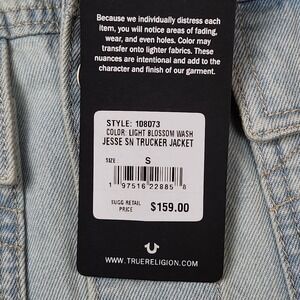 Because we individually distress each
item, you will notice areas of fading,
wear, and even holes. Color may
transfer onto lighter fabrics. These
nuances are intentional and add to the
character and finish of our garment.
STYLE: 108073
COLOR: LIGHT BLOSSOM WASH
JESSE SN TRUCKER JACKET
SIZE S
1 97516 22885 8
SUGG RETAIL
PRICE $159.00
WWW.TRUERELIGION.COM